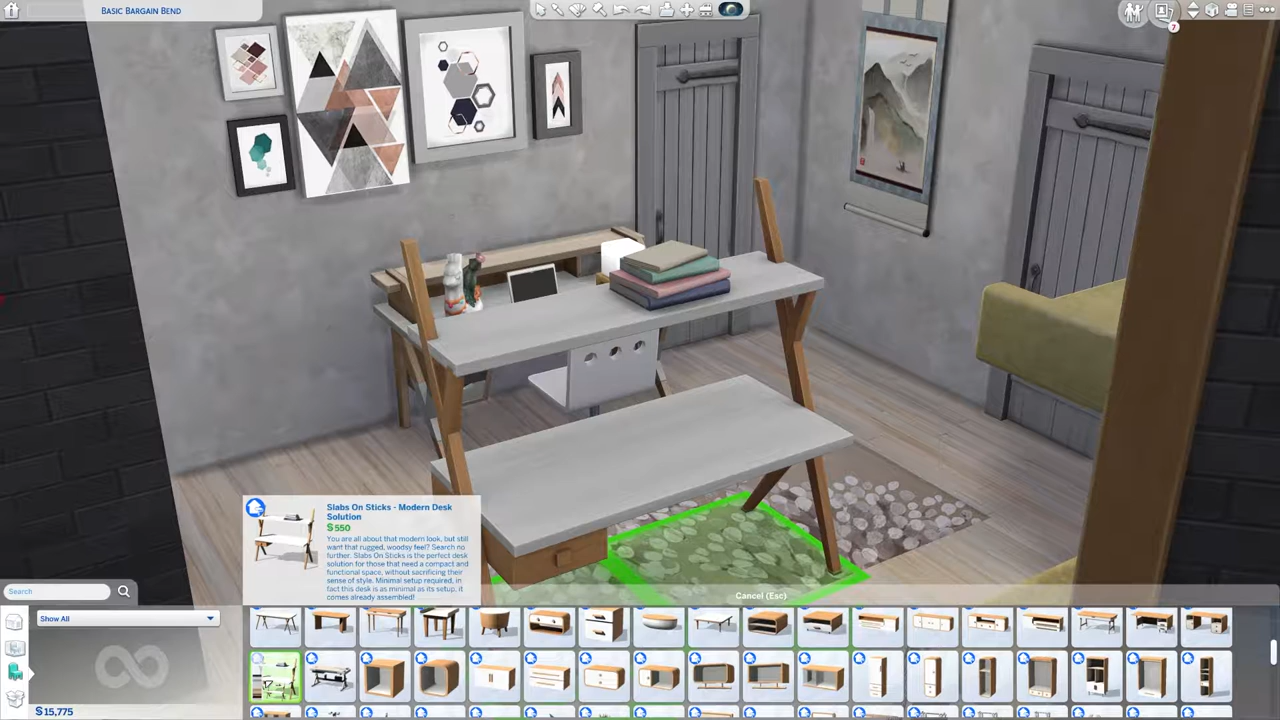 BASIC BARGAIN BEND
7
Slabs On Sticks - Modern Desk
Solution
$550
You are all about that modern look, but still
want that rugged, woodsy feel? Search no
further. Slabs On Sticks is the perfect desk
solution for those that need a compact and
functional space, without sacrificing their
sense of style. Minimal setup required, in
fact this desk is as minimal as its setup, it
comes already assembled!
Cancel (Esc)
Search
Show All
$15,775